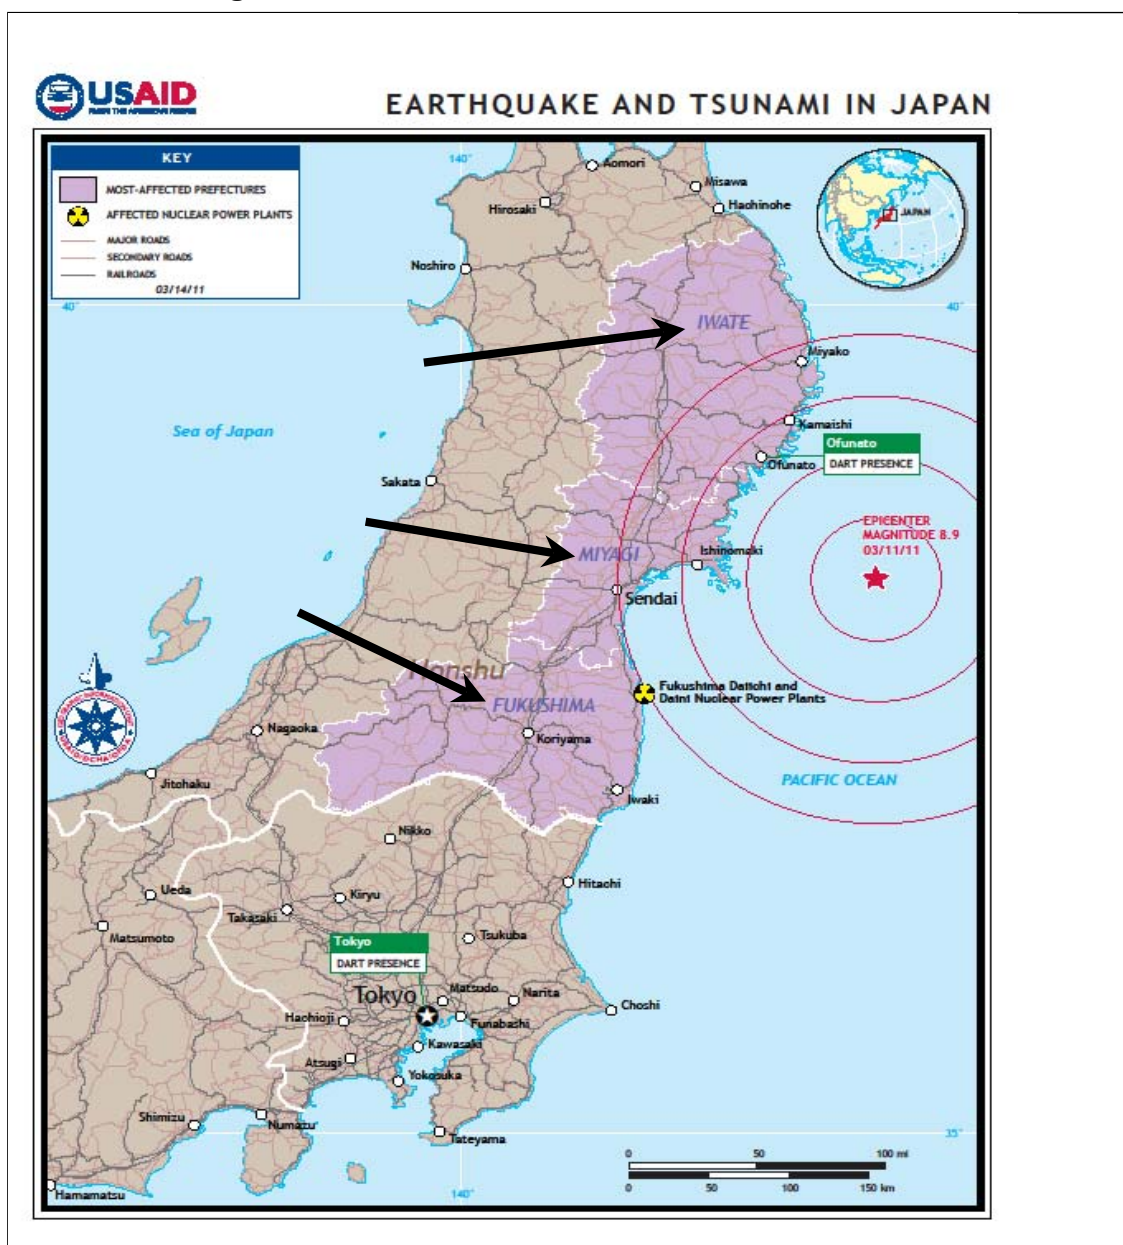 USAID
EARTHQUAKE AND TSUNAMI IN JAPAN
KEY
MOST-AFFECTED PREFECTURES
AFFECTED NUCLEAR POWER PLANTS
MAJOR ROADS
SECONDARY ROADS
RAILROADS
03/14/11
140°
Aomori
Misawa
Hirosaki
Hachinohe
JAPAN
Noshiro
40°
40°
IWATE
Miyako
Sea of Japan
Kamaishi
Ofunato
Ofunato
DART PRESENCE
Sakata
EPICENTER
MAGNITUDE 8.9
03/11/11
MIYAGI
Ishinomaki
Sendai
Honshu
Fukushima Daiichi and
Daini Nuclear Power Plants
FUKUSHIMA
Nagaoka
Koriyama
Jitohaku
PACIFIC OCEAN
Iwaki
Nikko
Ueda
Kiryu
Hitachi
Takasaki
Matsumoto
Tsukuba
Tokyo
DART PRESENCE
Tokyo
Matsudo
Narita
Choshi
Hachioji
Funabashi
Kawasaki
Atsugi
Yokosuka
Shimizu
Numazu
Tateyama
35°
0 50 100 mi
0 50 100 150 km
Hamamatsu
140°